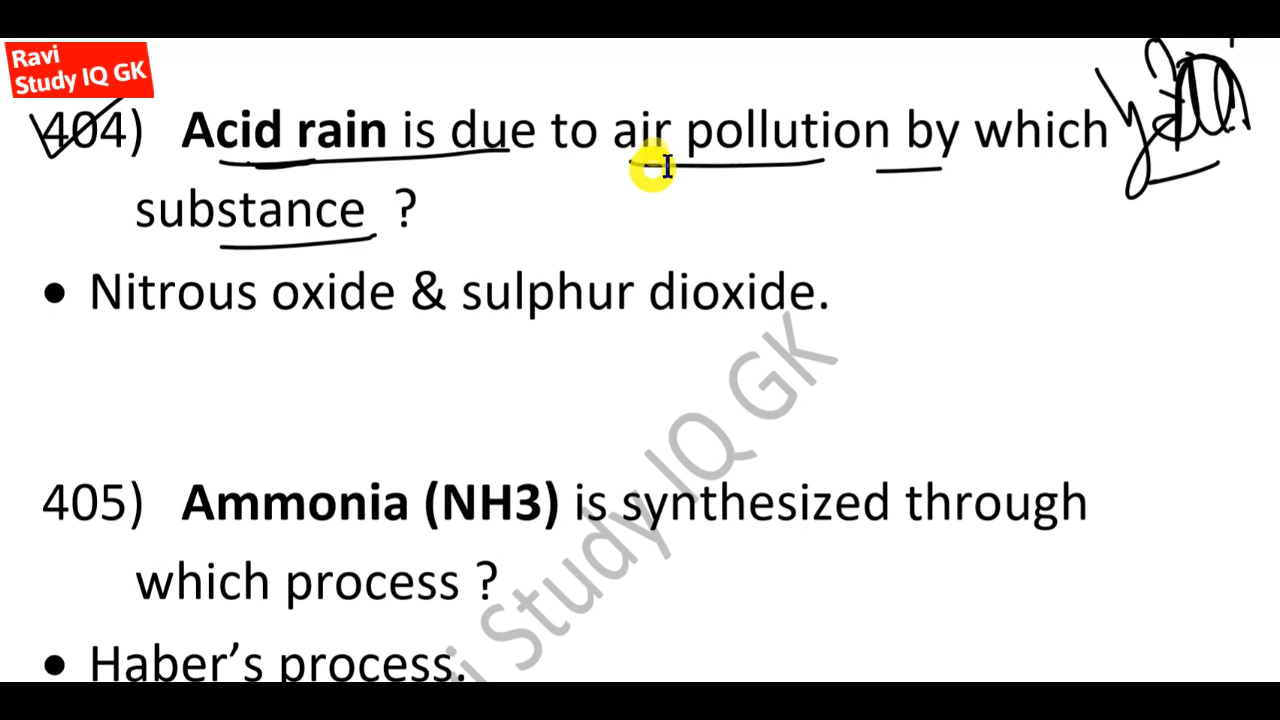 Ravi
Study IQ GK
404) Acid rain is due to air pollution by which
substance ?
• Nitrous oxide & sulphur dioxide.
405) Ammonia (NH3) is synthesized through
which process ?
• Haber’s process.
Study IQ GK